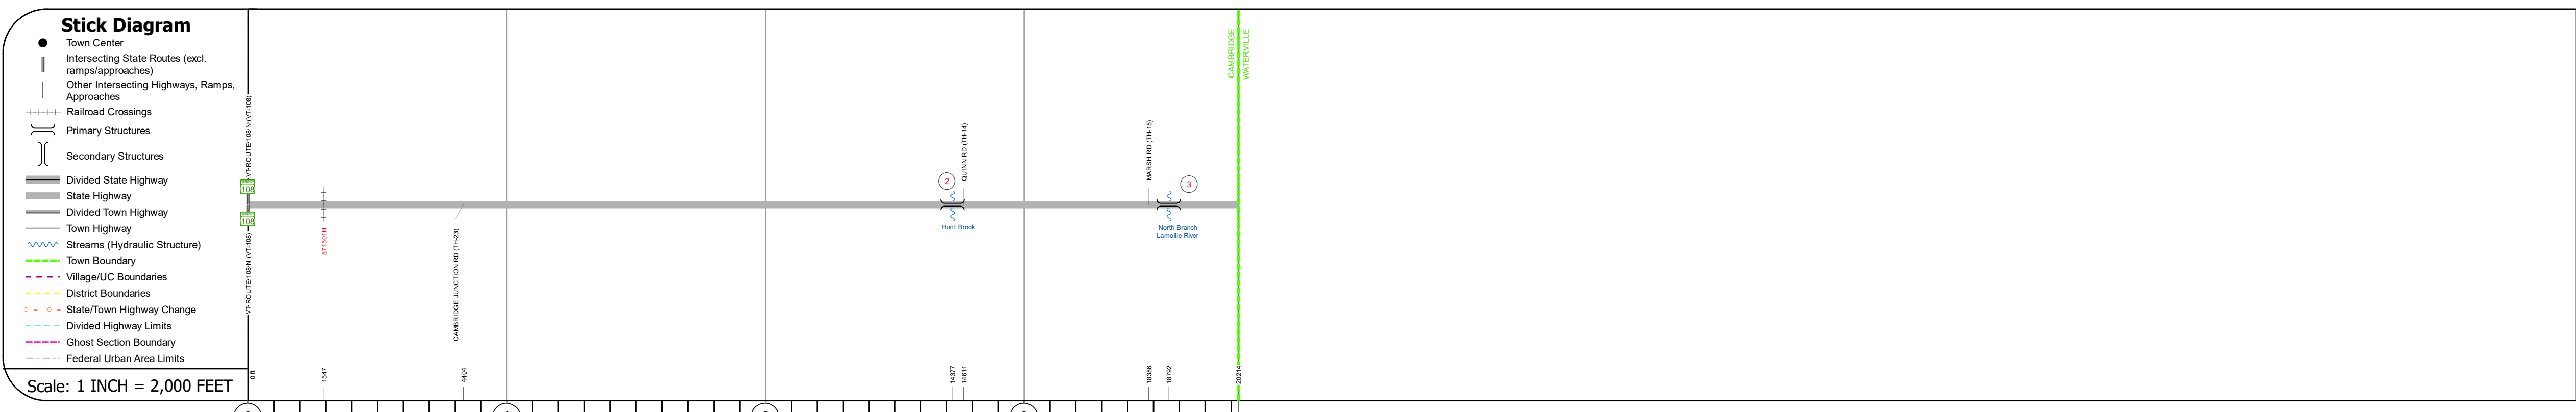 Stick Diagram
Town Center
Intersecting State Routes (excl.
ramps/approaches)
Other Intersecting Highways, Ramps,
Approaches
Railroad Crossings
Primary Structures
Secondary Structures
Divided State Highway
State Highway
Divided Town Highway
Town Highway
Streams (Hydraulic Structure)
Town Boundary
Village/UC Boundaries
District Boundaries
State/Town Highway Change
Divided Highway Limits
Ghost Section Boundary
Federal Urban Area Limits
Scale: 1 INCH = 2,000 FEET
VT-ROUTE-108 N (VT-108)
108
108
VT-ROUTE-108 N (VT-108)
0 ft
871501H
1547
CAMBRIDGE JUNCTION RD (TH-23)
4404
2
Hunt Brook
14377
QUINN RD (TH-14)
14611
MARSH RD (TH-15)
18386
3
North Branch
Lamoille River
18792
CAMBRIDGE
WATERVILLE
20214